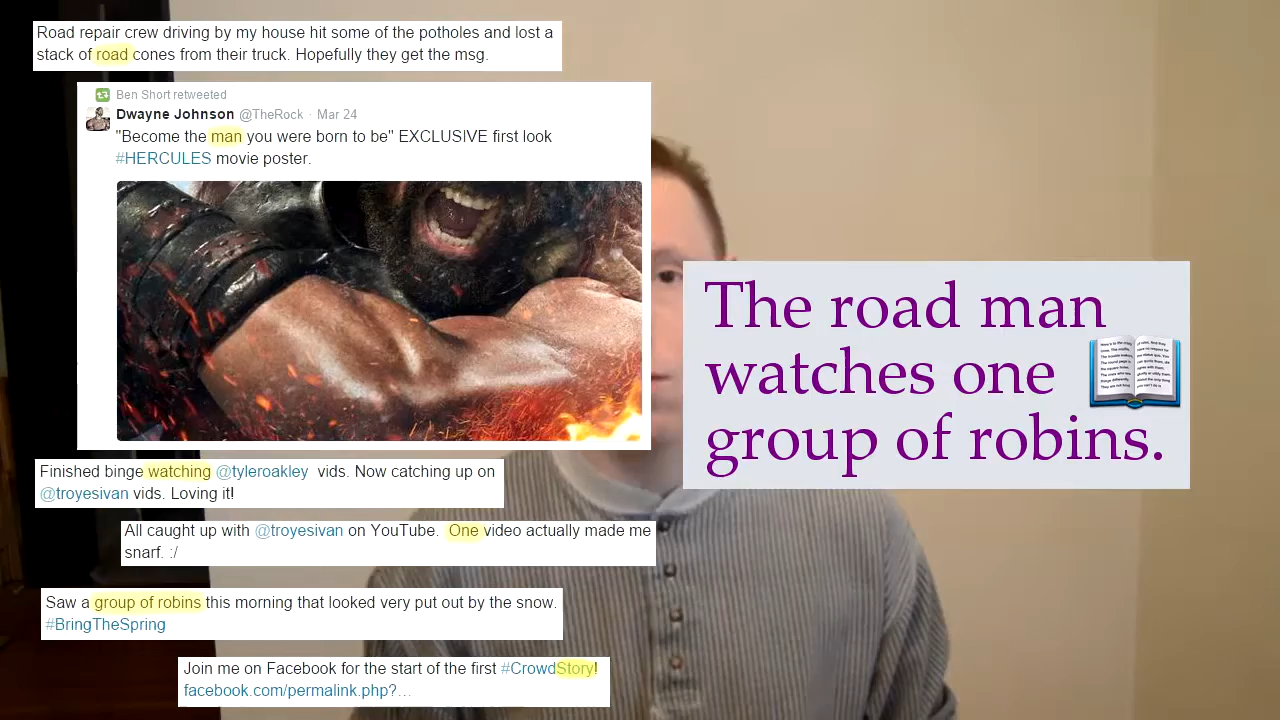 Road repair crew driving by my house hit some of the potholes and lost a
stack of road cones from their truck. Hopefully they get the msg.
Ben Short retweeted
Dwayne Johnson @TheRock · Mar 24
"Become the man you were born to be" EXCLUSIVE first look
#HERCULES movie poster.
The road man
watches one
group of robins.
Finished binge watching @tyleroakley vids. Now catching up on
@troyesivan vids. Loving it!
All caught up with @troyesivan on YouTube. One video actually made me
snarf. :/
Saw a group of robins this morning that looked very put out by the snow.
#BringTheSpring
Join me on Facebook for the start of the first #CrowdStory!
facebook.com/permalink.php?…